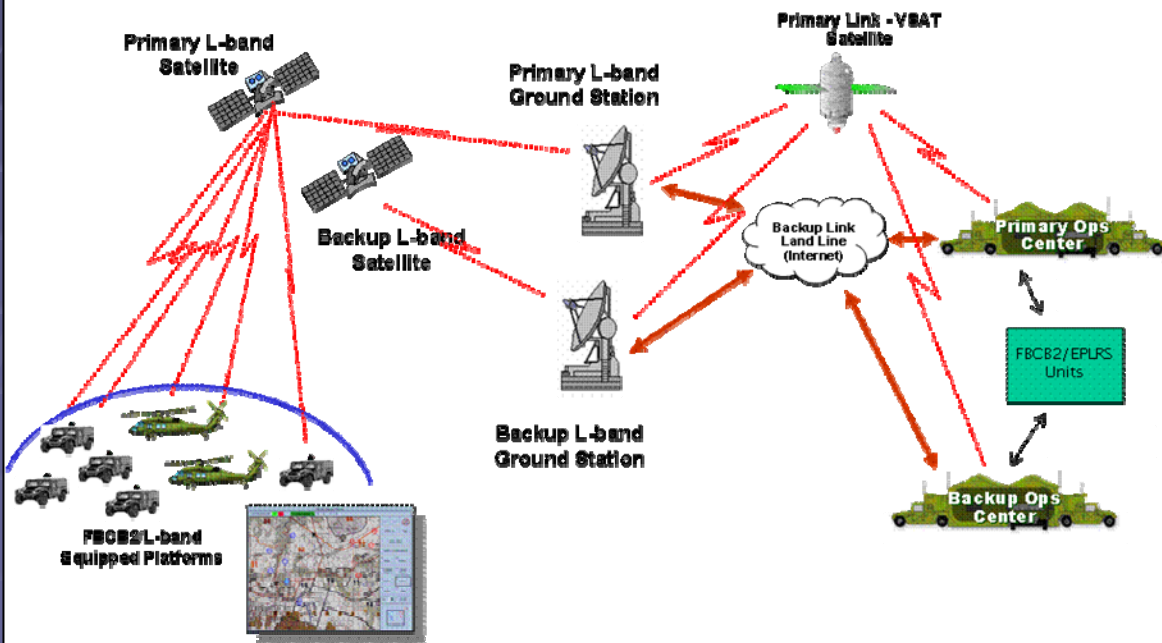 Primary L-band
Satellite
Primary L-band
Ground Station
Primary Link - VSAT
Satellite
Backup L-band
Satellite
Backup Link
Land Line
(Internet)
Primary Ops
Center
FBCB2/EPLRS
Units
Backup L-band
Ground Station
Backup Ops
Center
FBCB2/L-band
Equipped Platforms